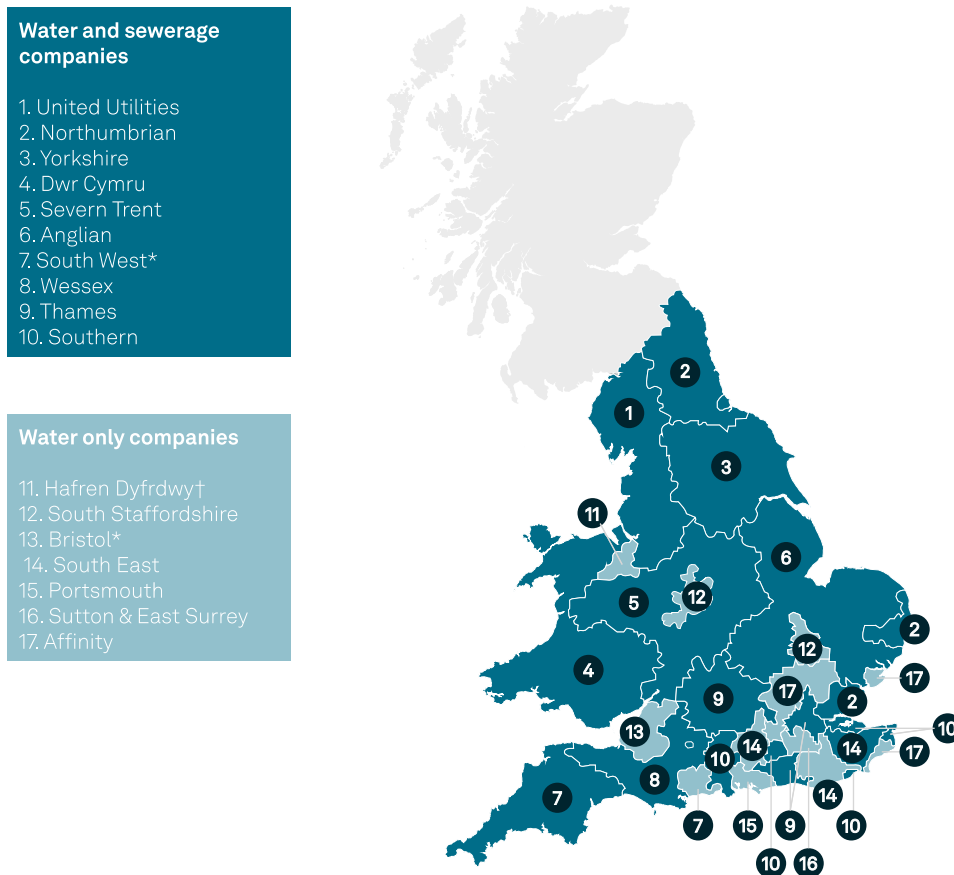 Water and sewerage
companies
1. United Utilities
2. Northumbrian
3. Yorkshire
4. Dwr Cymru
5. Severn Trent
6. Anglian
7. South West*
8. Wessex
9. Thames
10. Southern
Water only companies
11. Hafren Dyfrdwy†
12. South Staffordshire
13. Bristol*
14. South East
15. Portsmouth
16. Sutton & East Surrey
17. Affinity
2
1
3
11
6
12
5
2
12
4
17
17
9
2
13
10
14
14
10
17
8
7
14
7
15
9
10
10
16